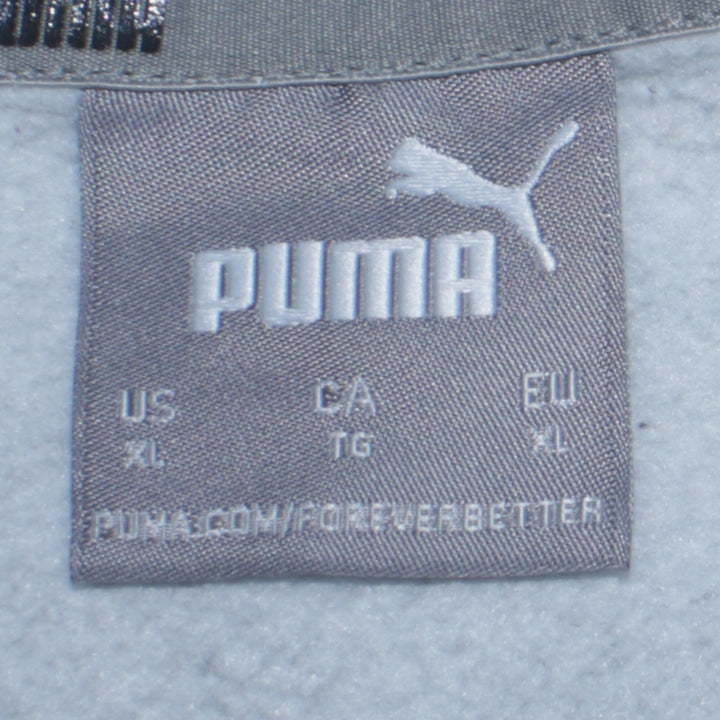 PUMA
US CA EU
XL TG XL
PUMA.COM/FOREVERBETTER